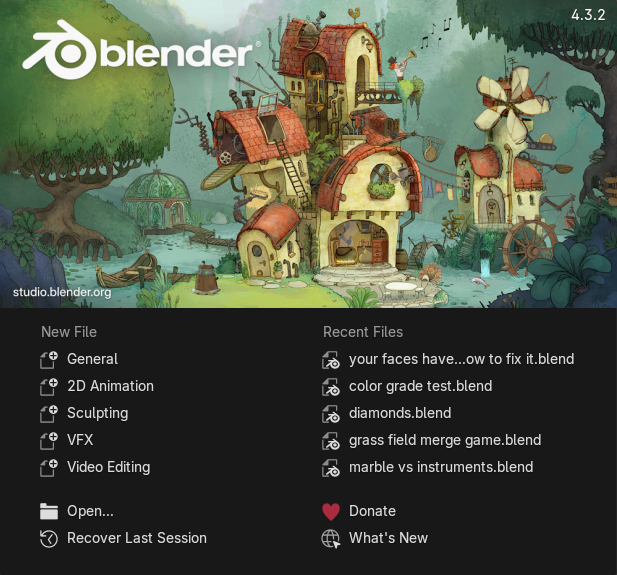 4.3.2
blender®
studio.blender.org
New File
General
2D Animation
Sculpting
VFX
Video Editing
Open...
Recover Last Session
Recent Files
your faces have...ow to fix it.blend
color grade test.blend
diamonds.blend
grass field merge game.blend
marble vs instruments.blend
Donate
What's New